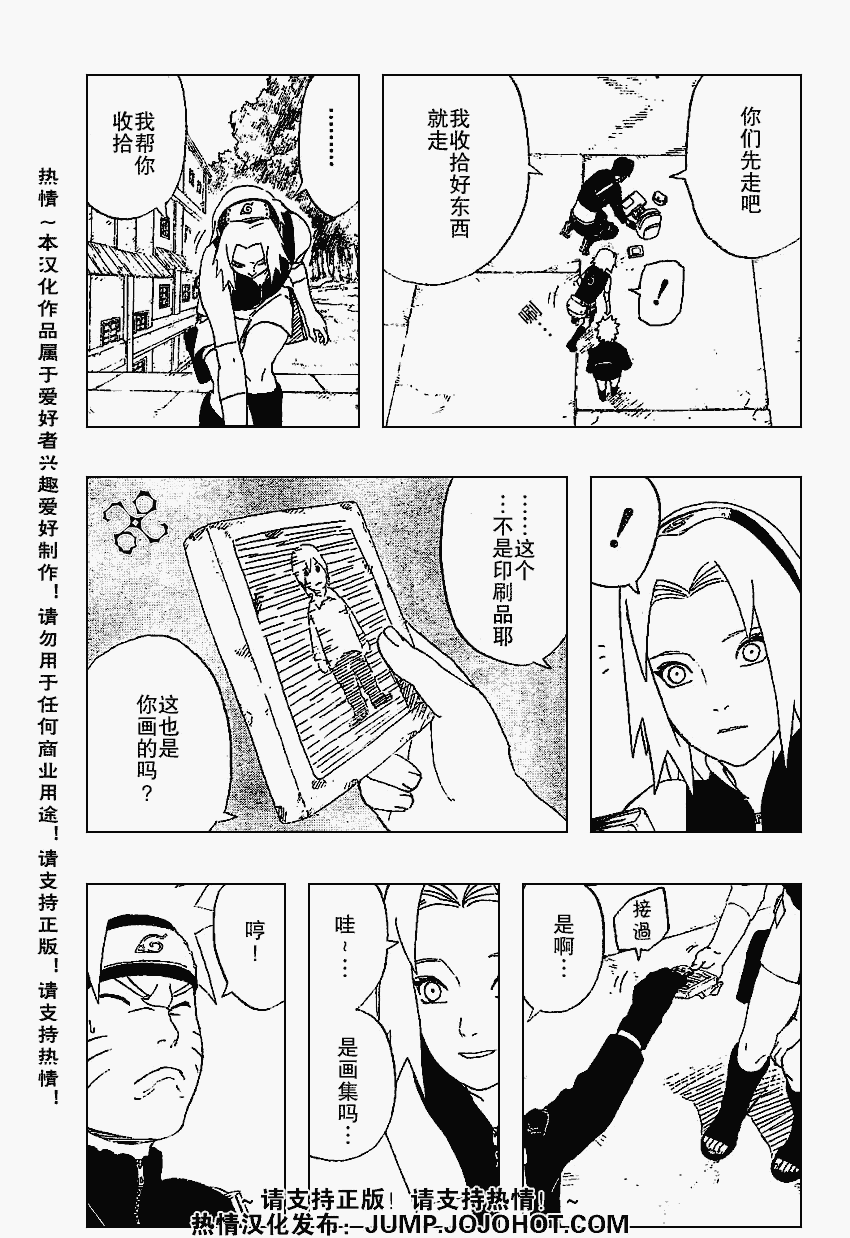 你们先走吧
我收拾好东西
就走
！
………
我帮你
收拾
！
……这个
…不是印刷品耶
这也是
你画的吗？
接過
是啊…
哇~…
是画集吗…
哼！
热情~本汉化作品属于爱好者兴趣爱好制作！请勿用于任何商业用途！请支持正版！请支持热情！
~请支持正版！请支持热情！~
热情汉化发布：JUMP.JOJOHOT.COM